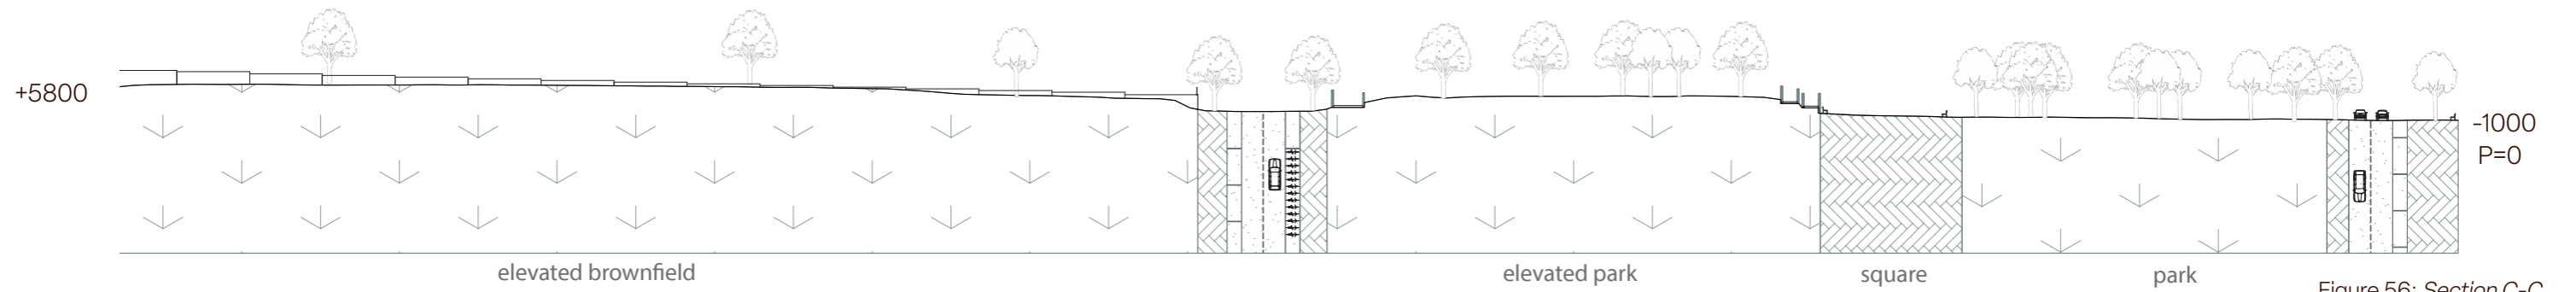 +5800
-1000
P=0
elevated brownfield
elevated park
square
park
Figure 56: Section C-C